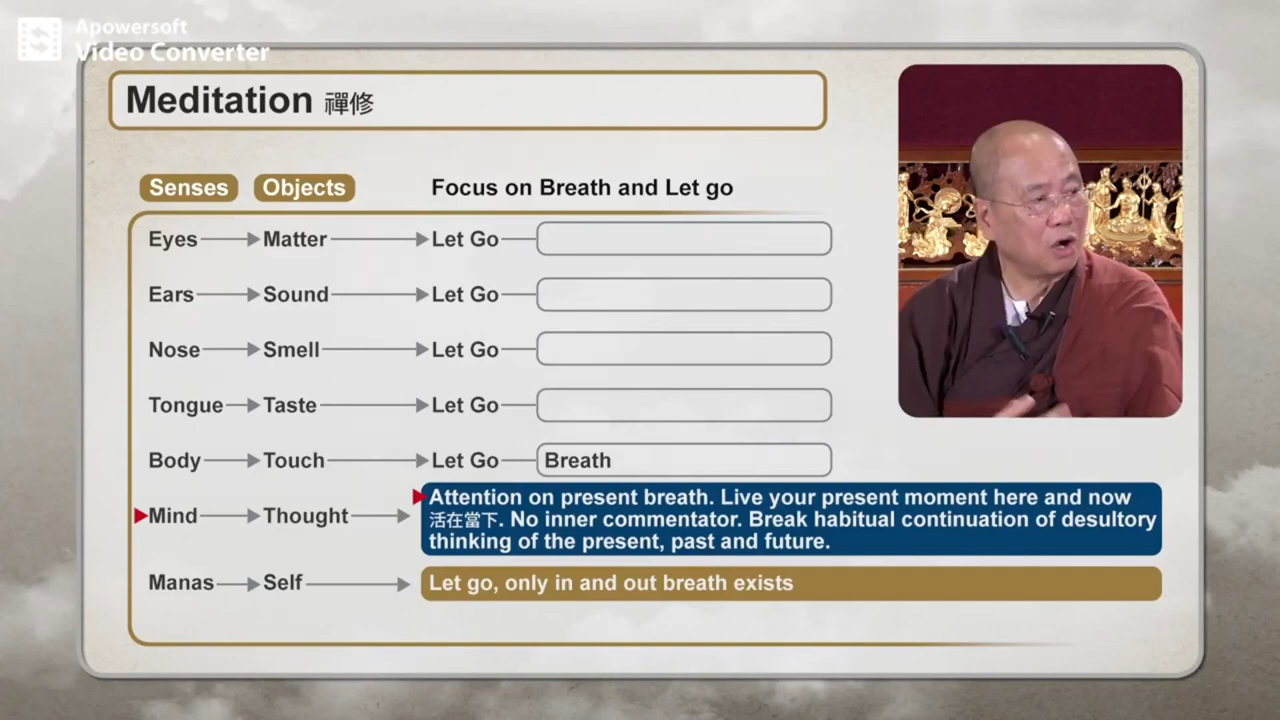 Apowersoft
Video Converter
Meditation 禪修
Senses Objects Focus on Breath and Let go
Eyes Matter Let Go
Ears Sound Let Go
Nose Smell Let Go
Tongue Taste Let Go
Body Touch Let Go Breath
Mind Thought Attention on present breath. Live your present moment here and now
活在當下. No inner commentator. Break habitual continuation of desultory
thinking of the present, past and future.
Manas Self Let go, only in and out breath exists